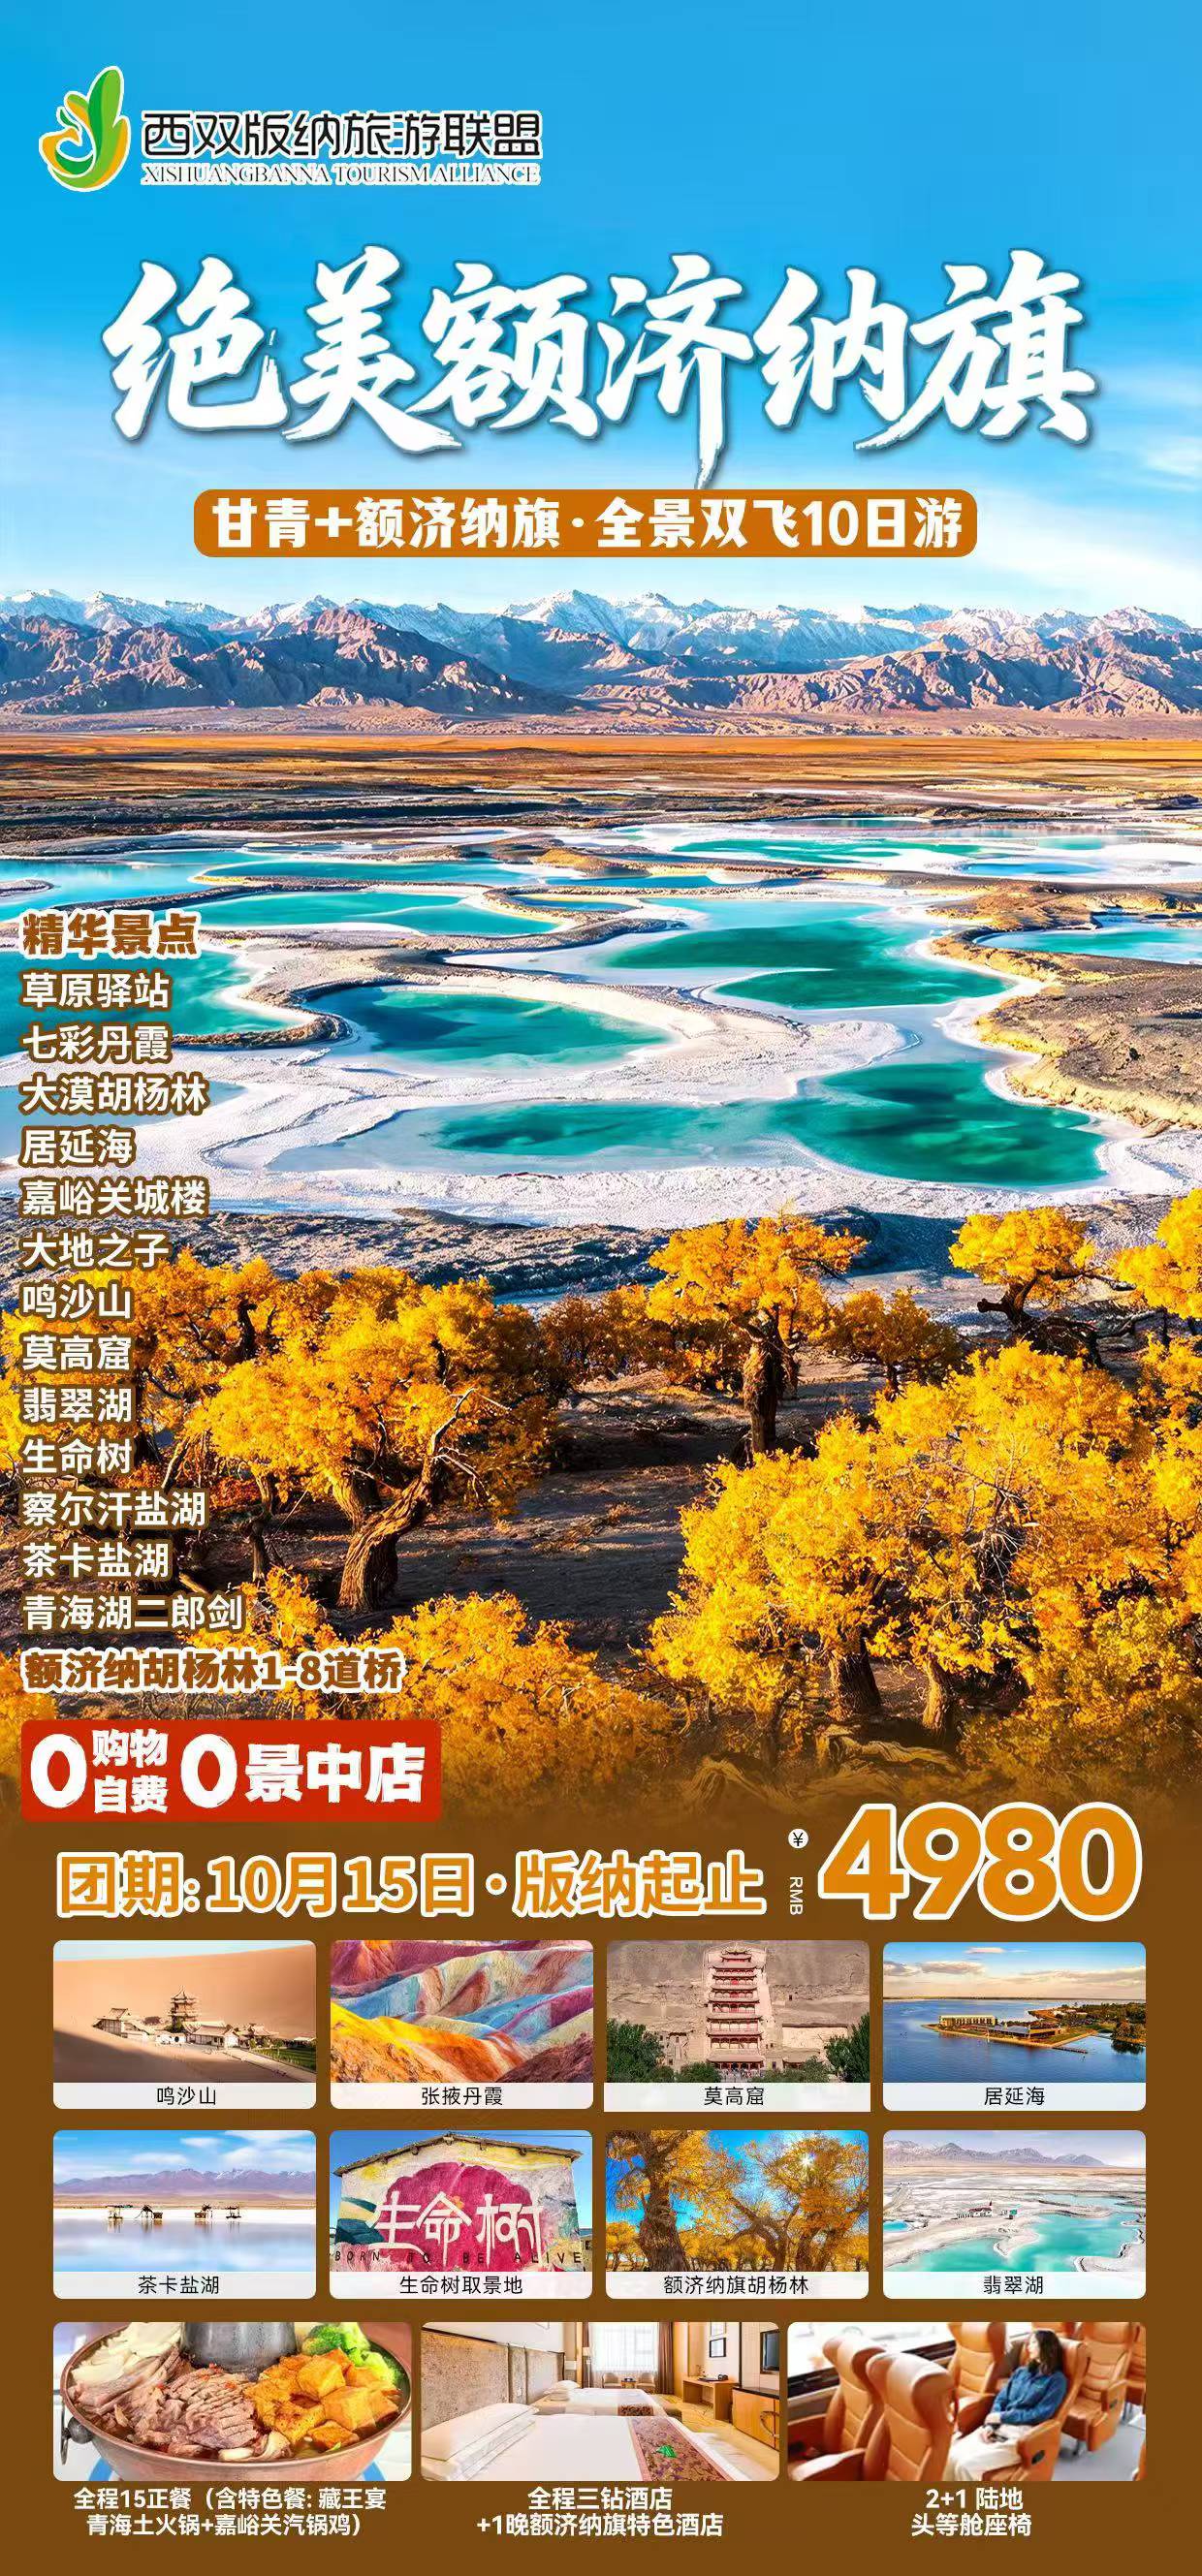 西双版纳旅游联盟
XISHUANGBANNA TOURISM ALLIANCE
绝美额济纳旗
甘青+额济纳旗·全景双飞10日游
精华景点
草原驿站
七彩丹霞
大漠胡杨林
居延海
嘉峪关城楼
大地之子
鸣沙山
莫高窟
翡翠湖
生命树
察尔汗盐湖
茶卡盐湖
青海湖二郎剑
额济纳胡杨林1-8道桥
0购物自费 0景中店
团期:10月15日·版纳起止
¥ RMB 4980
鸣沙山
张掖丹霞
莫高窟
居延海
生命树
BORN TO BE ALIVE
茶卡盐湖
生命树取景地
额济纳旗胡杨林
翡翠湖
全程15正餐（含特色餐:藏王宴
青海土火锅+嘉峪关汽锅鸡）
全程三钻酒店
+1晚额济纳旗特色酒店
2+1 陆地
头等舱座椅